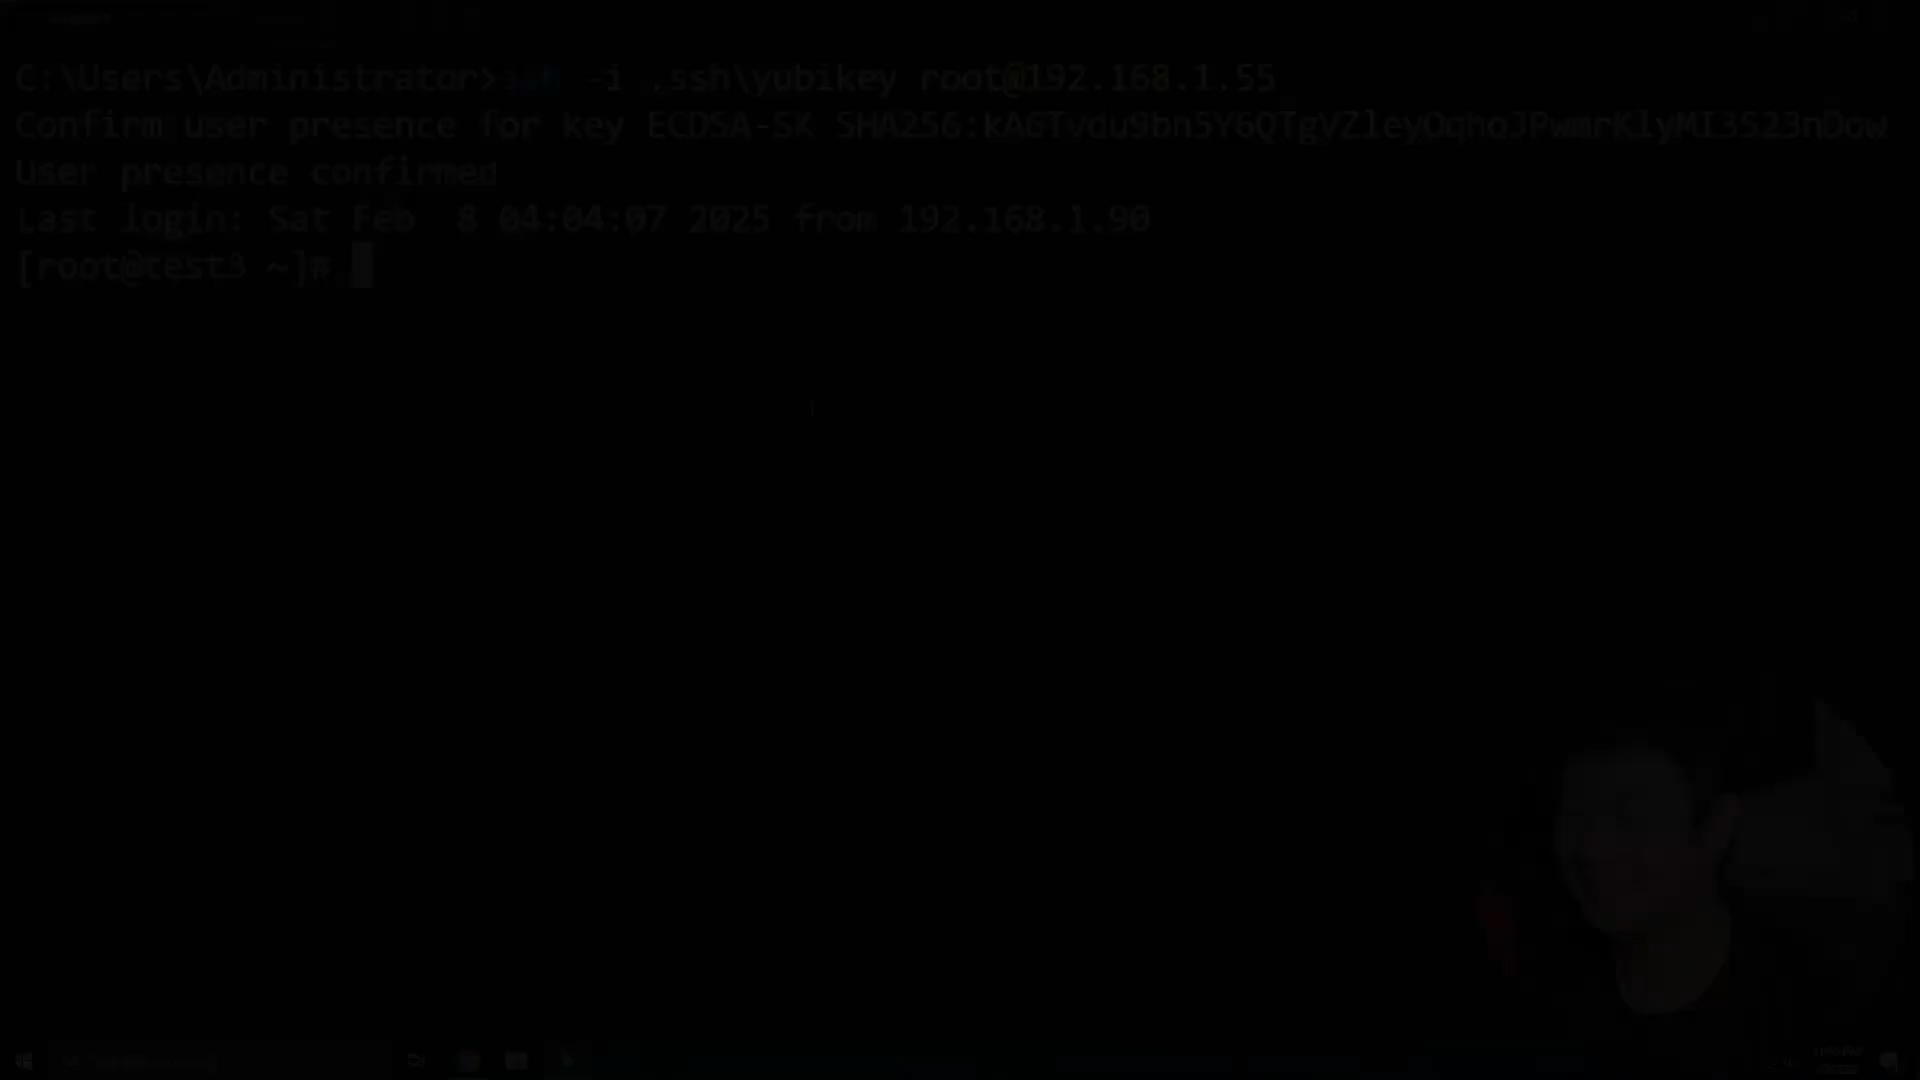 C:\Users\Administrator>ssh -i .ssh\yubikey root@192.168.1.55
Confirm user presence for key ECDSA-SK SHA256:kAGTvdu9bn5Y6QTgVZleyOqhoJPwmrKlyMI3S23nDow
User presence confirmed
Last login: Sat Feb  8 04:04:07 2025 from 192.168.1.90
[root@test3 ~]#